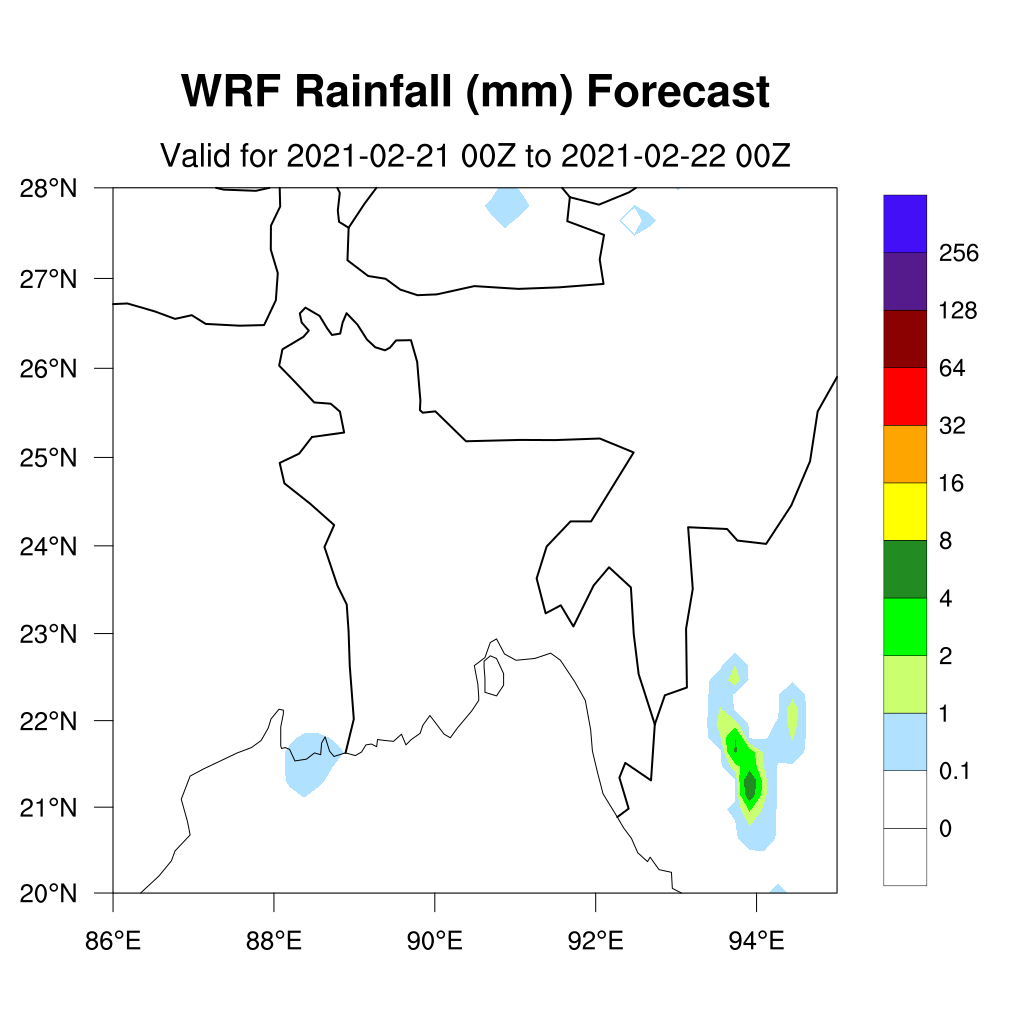 WRF Rainfall (mm) Forecast
Valid for 2021-02-21 00Z to 2021-02-22 00Z
28°N
27°N
26°N
25°N
24°N
23°N
22°N
21°N
20°N
86°E 88°E 90°E 92°E 94°E
256
128
64
32
16
8
4
2
1
0.1
0